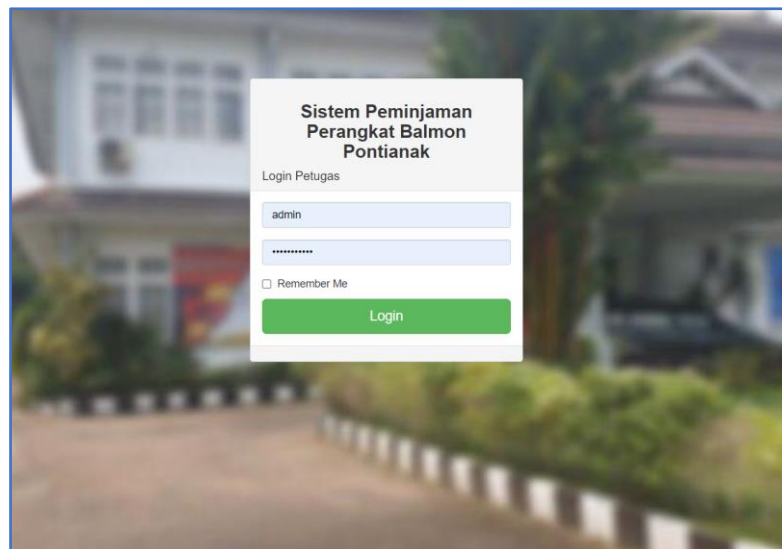 Sistem Peminjaman
Perangkat Balmon
Pontianak
Login Petugas
admin
Remember Me
Login